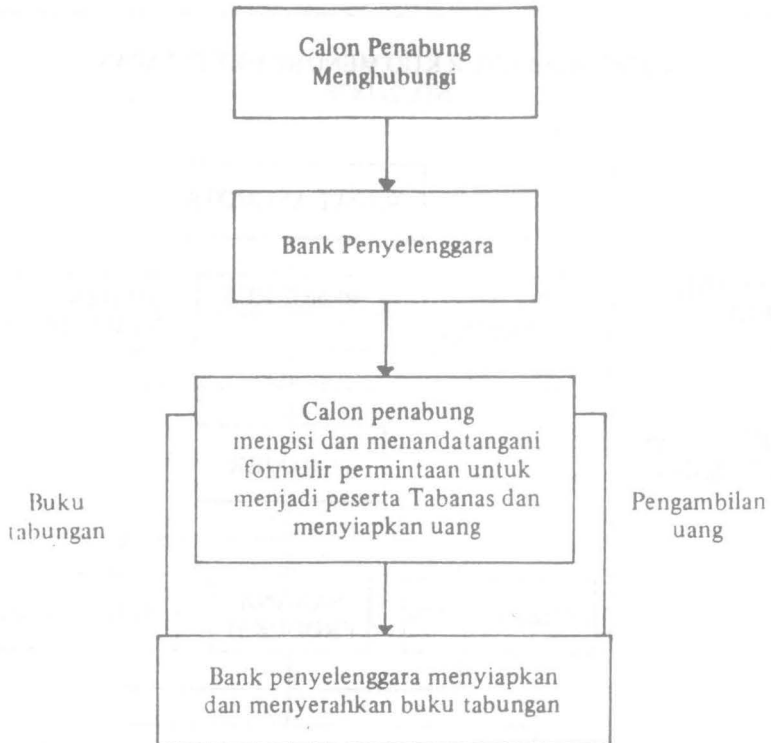 Calon Penabung
Menghubungi
Bank Penyelenggara
Calon penabung
mengisi dan menandatangani
formulir permintaan untuk
menjadi peserta Tabanas dan
menyiapkan uang
Buku
tabungan
Pengambilan
uang
Bank penyelenggara menyiapkan
dan menyerahkan buku tabungan